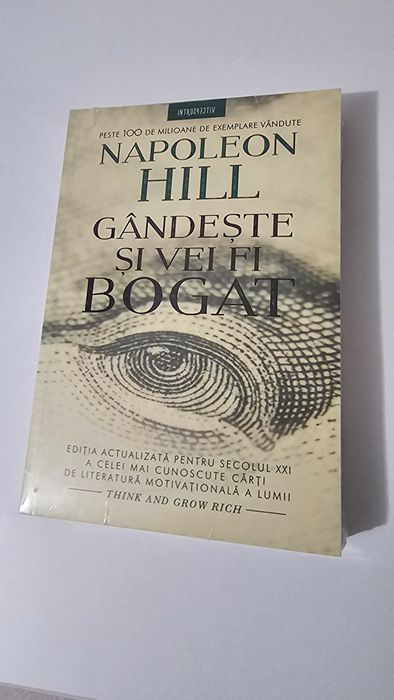 INTROSPECTIV
PESTE 100 DE MILIOANE DE EXEMPLARE VÂNDUTE
NAPOLEON
HILL
GÂNDEȘTE
ȘI VEI FI
BOGAT
EDIȚIA ACTUALIZATĂ PENTRU SECOLUL XXI
A CELEI MAI CUNOSCUTE CĂRȚI
DE LITERATURĂ MOTIVAȚIONALĂ A LUMII
THINK AND GROW RICH